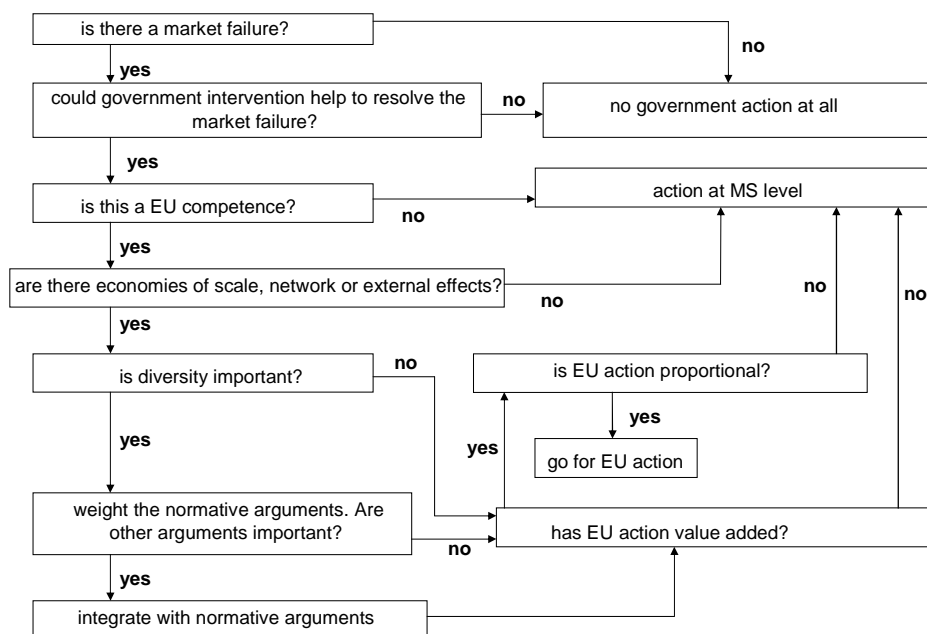 is there a market failure?
no
yes
could government intervention help to resolve the
market failure?
no
no government action at all
yes
is this a EU competence?
no
action at MS level
yes
are there economies of scale, network or external effects?
no
no
no
yes
is diversity important?
no
is EU action proportional?
yes
yes
yes
go for EU action
weight the normative arguments. Are
other arguments important?
no
has EU action value added?
yes
integrate with normative arguments